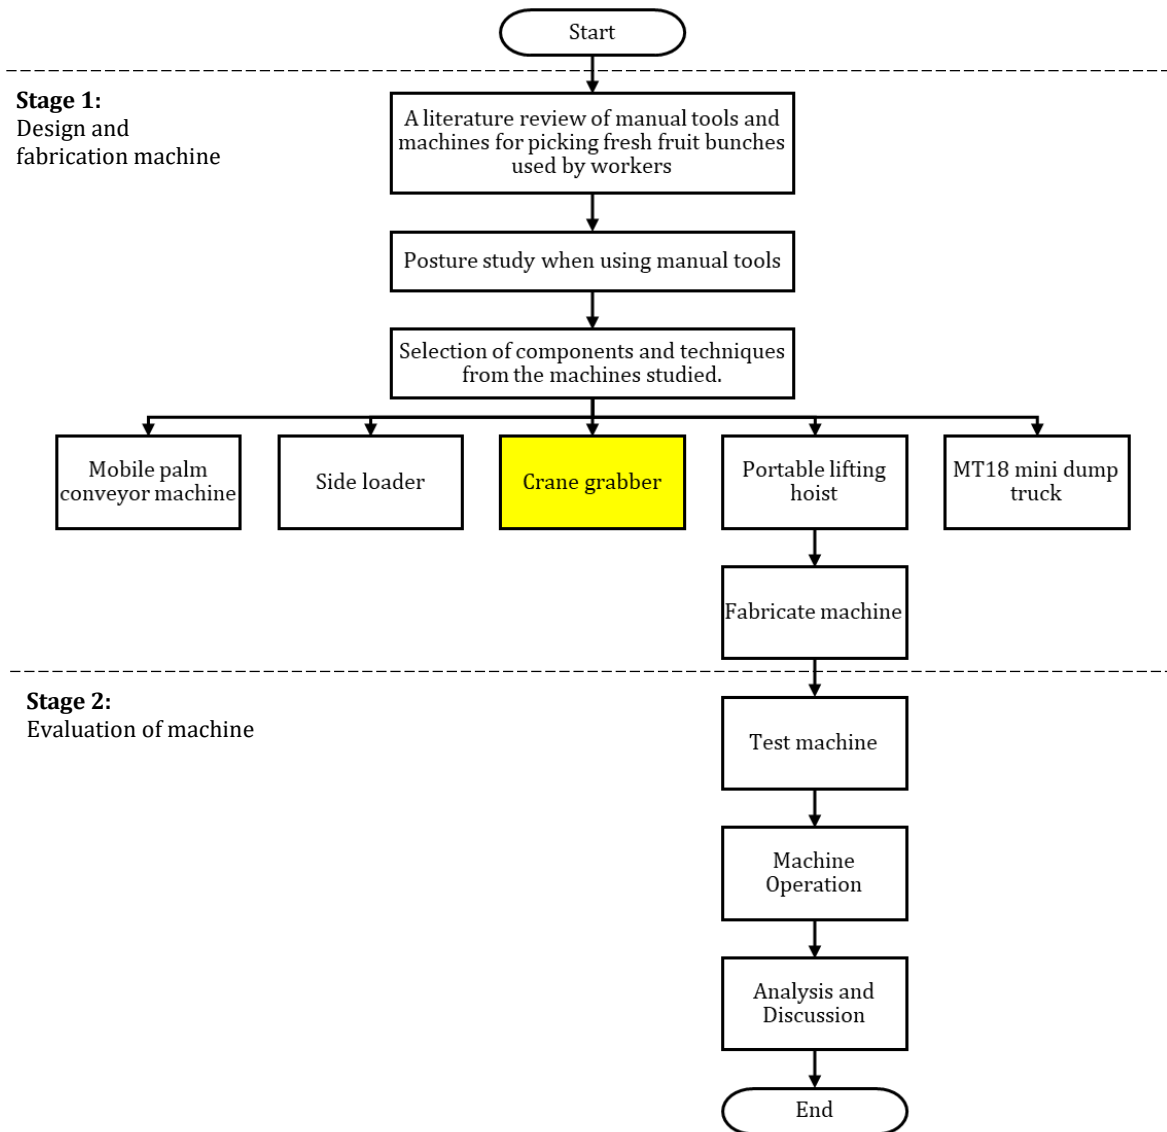 Start
Stage 1:
Design and
fabrication machine
A literature review of manual tools and
machines for picking fresh fruit bunches
used by workers
Posture study when using manual tools
Selection of components and techniques
from the machines studied.
Mobile palm
conveyor machine
Side loader
Crane grabber
Portable lifting
hoist
MT18 mini dump
truck
Fabricate machine
Stage 2:
Evaluation of machine
Test machine
Machine
Operation
Analysis and
Discussion
End